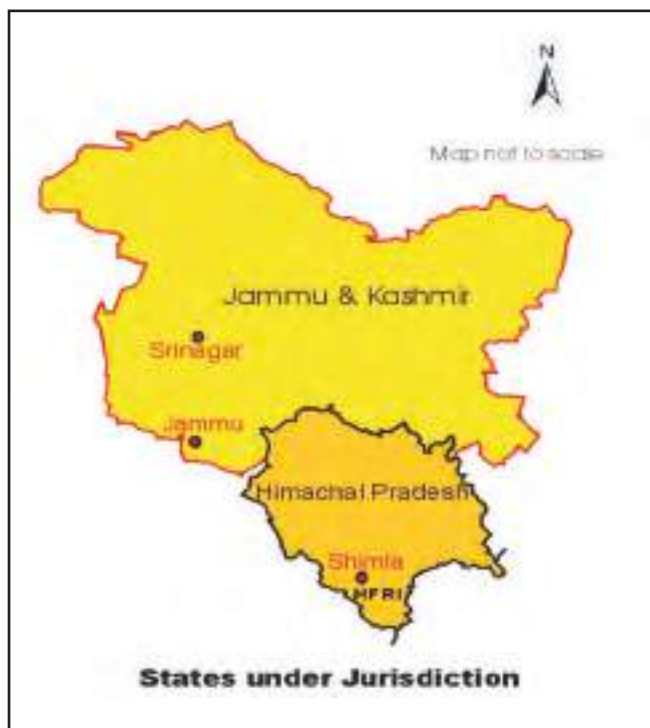 N
Map not to scale
Jammu & Kashmir
Srinagar
Jammu
Himachal Pradesh
Shimla
HFRI
States under Jurisdiction